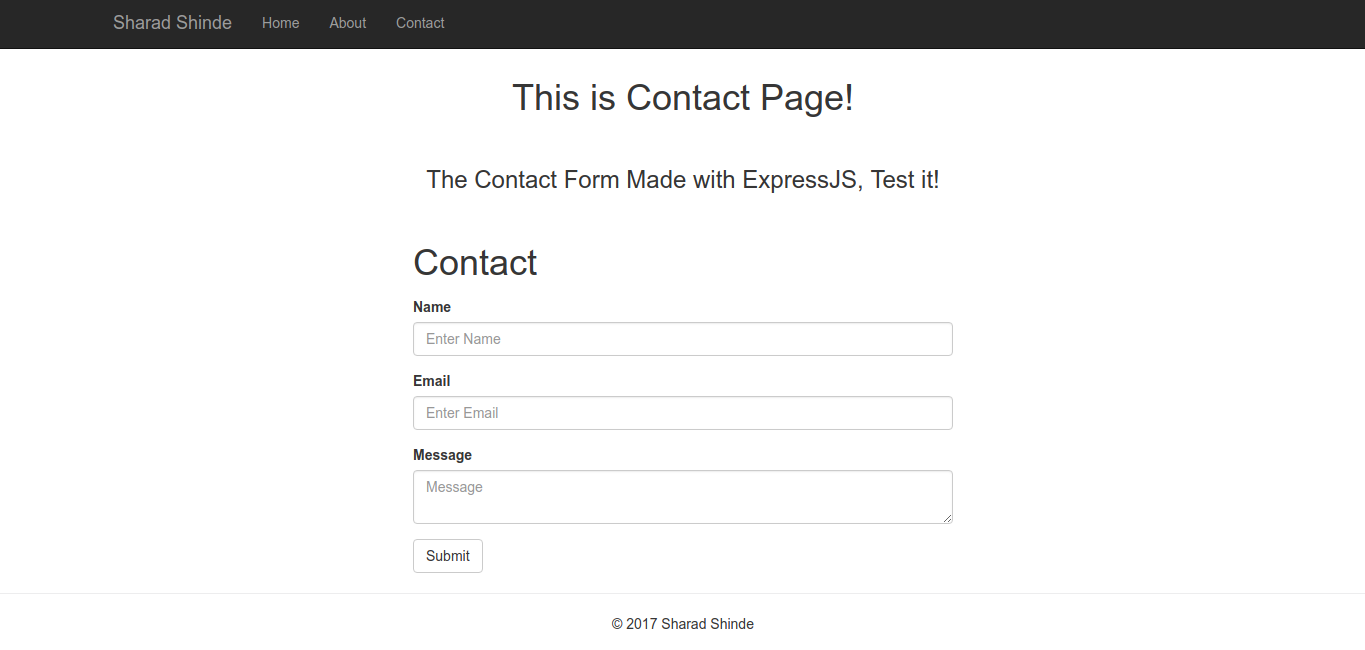 Sharad Shinde Home About Contact
This is Contact Page!
The Contact Form Made with ExpressJS, Test it!
Contact
Name
Enter Name
Email
Enter Email
Message
Message
Submit
© 2017 Sharad Shinde